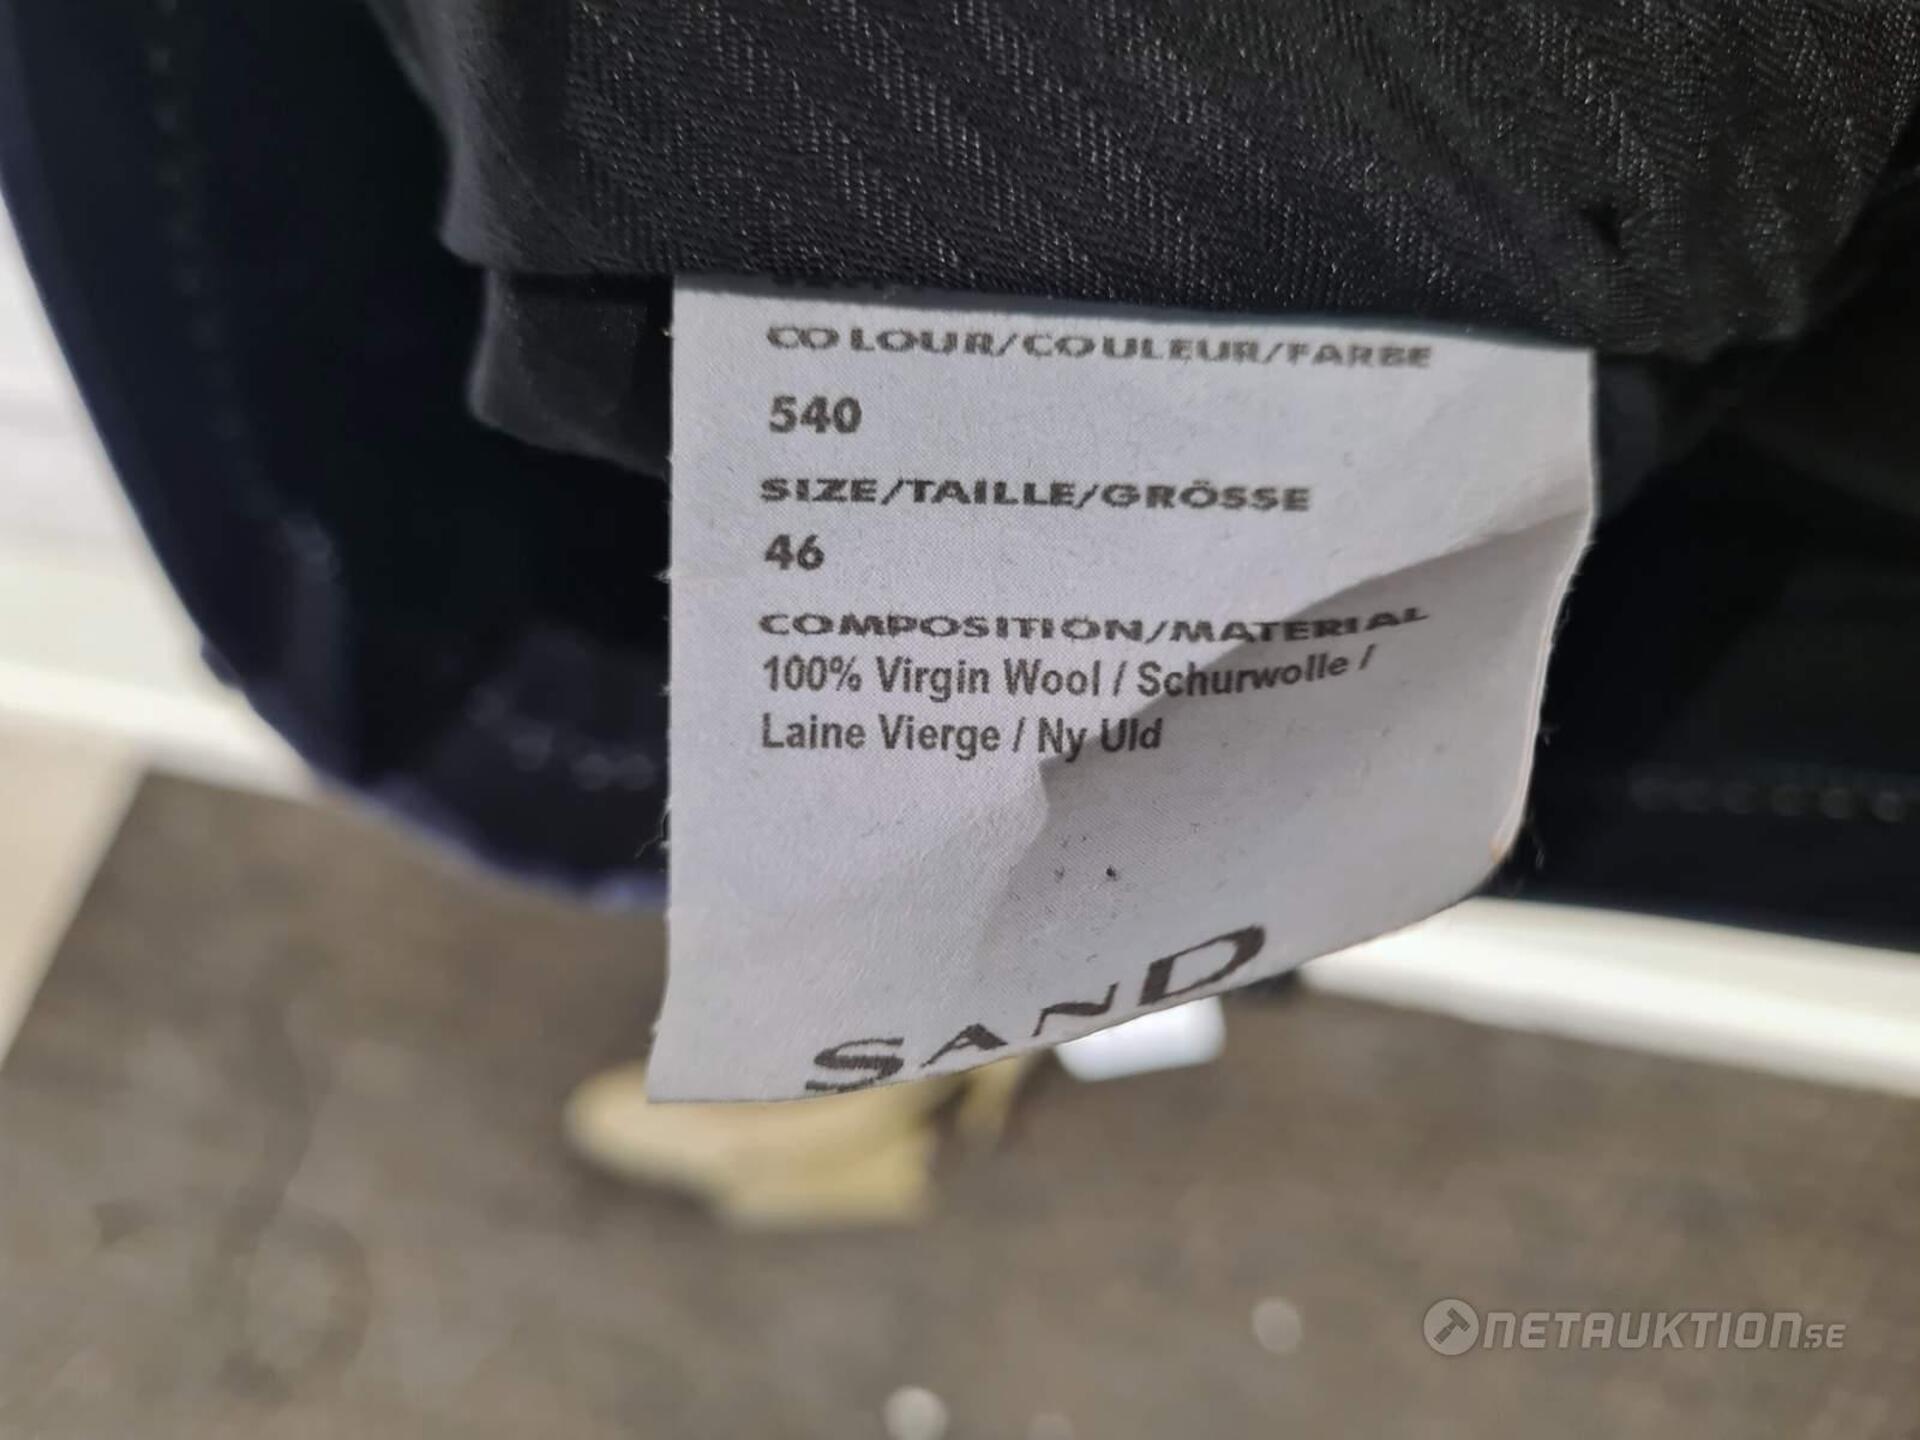 COLOUR/COULEUR/FARBE
540
SIZE/TAILLE/GRÖSSE
46
COMPOSITION/MATERIAL
100% Virgin Wool / Schurwolle /
Laine Vierge / Ny Uld
SAND
NETAUKTION.SE